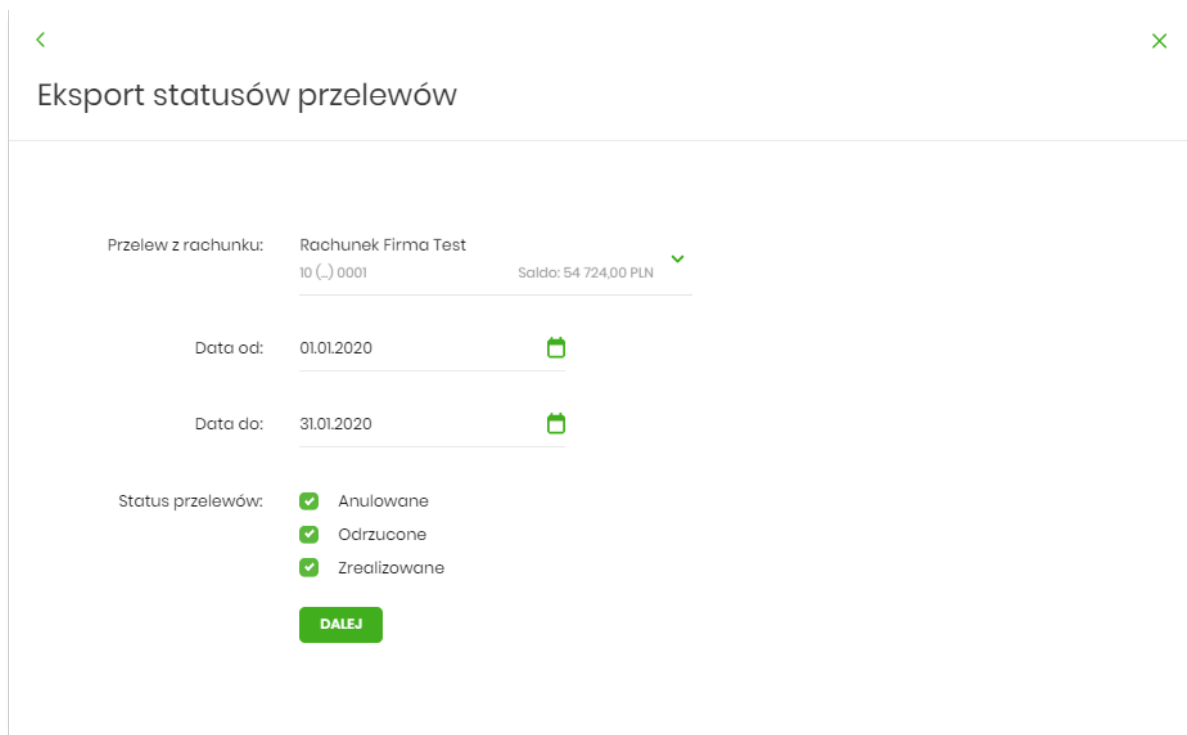 Eksport statusów przelewów
Przelew z rachunku: Rachunek Firma Test
10 (...) 0001 Saldo: 54 724,00 PLN
Data od: 01.01.2020
Data do: 31.01.2020
Status przelewów: Anulowane
Odrzucone
Zrealizowane
DALEJ